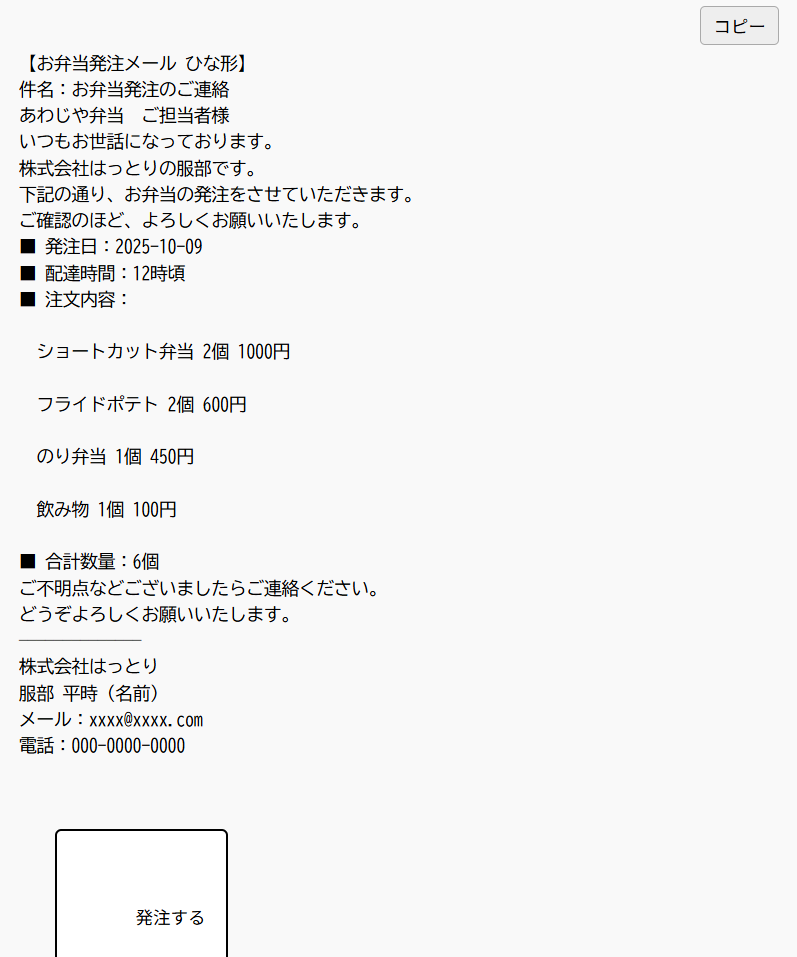 コピー
【お弁当発注メール ひな形】
件名：お弁当発注のご連絡
あわじや弁当　ご担当者様
いつもお世話になっております。
株式会社はっとりの服部です。
下記の通り、お弁当の発注をさせていただきます。
ご確認のほど、よろしくお願いいたします。
■ 発注日：2025-10-09
■ 配達時間：12時頃
■ 注文内容：
ショートカット弁当 2個 1000円
フライドポテト 2個 600円
のり弁当 1個 450円
飲み物 1個 100円
■ 合計数量：6個
ご不明点などございましたらご連絡ください。
どうぞよろしくお願いいたします。
――――――――――
株式会社はっとり
服部 平時（名前）
メール：xxxx@xxxx.com
電話：000-0000-0000
発注する